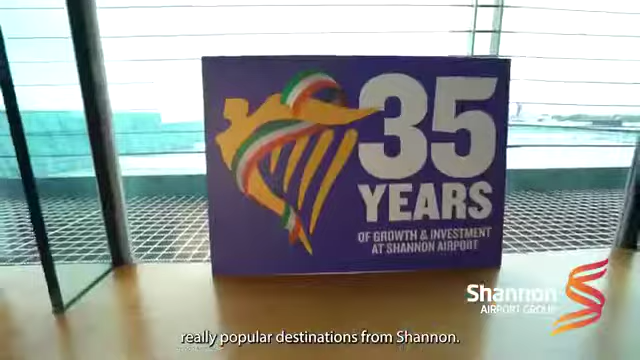 35
YEARS
OF GROWTH & INVESTMENT
AT SHANNON AIRPORT
Shannon
AIRPORT GROUP
really popular destinations from Shannon.